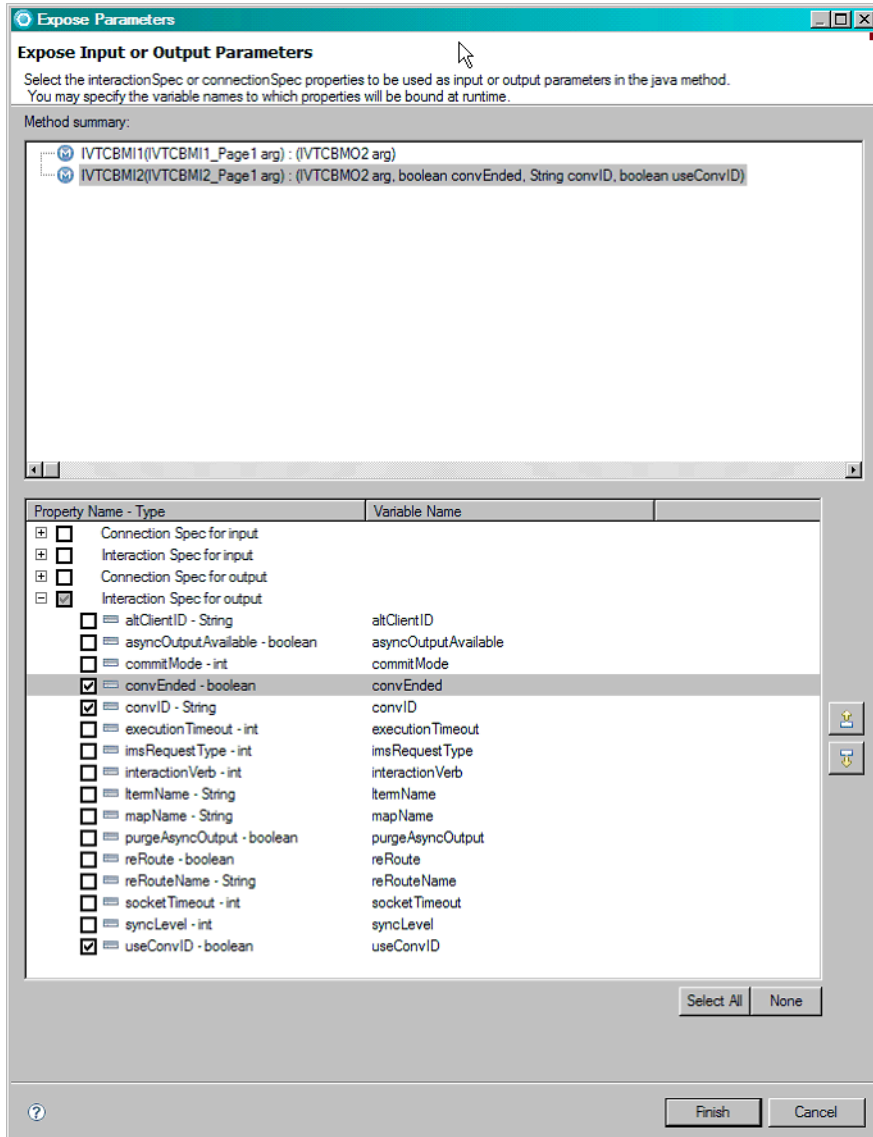 Expose Parameters
Expose Input or Output Parameters
Select the interactionSpec or connectionSpec properties to be used as input or output parameters in the java method.
You may specify the variable names to which properties will be bound at runtime.
Method summary:
IVTCBMI1(IVTCBMI1_Page1 arg) : (IVTCBMO2 arg)
IVTCBMI2(IVTCBMI2_Page1 arg) : (IVTCBMO2 arg, boolean convEnded, String convID, boolean useConvID)
Property Name - Type Variable Name
Connection Spec for input
Interaction Spec for input
Connection Spec for output
Interaction Spec for output
altClientID - String altClientID
asyncOutputAvailable - boolean asyncOutputAvailable
commitMode - int commitMode
convEnded - boolean convEnded
convID - String convID
executionTimeout - int executionTimeout
imsRequestType - int imsRequestType
interactionVerb - int interactionVerb
ltermName - String ltermName
mapName - String mapName
purgeAsyncOutput - boolean purgeAsyncOutput
reRoute - boolean reRoute
reRouteName - String reRouteName
socketTimeout - int socketTimeout
syncLevel - int syncLevel
useConvID - boolean useConvID
Select All None
Finish Cancel